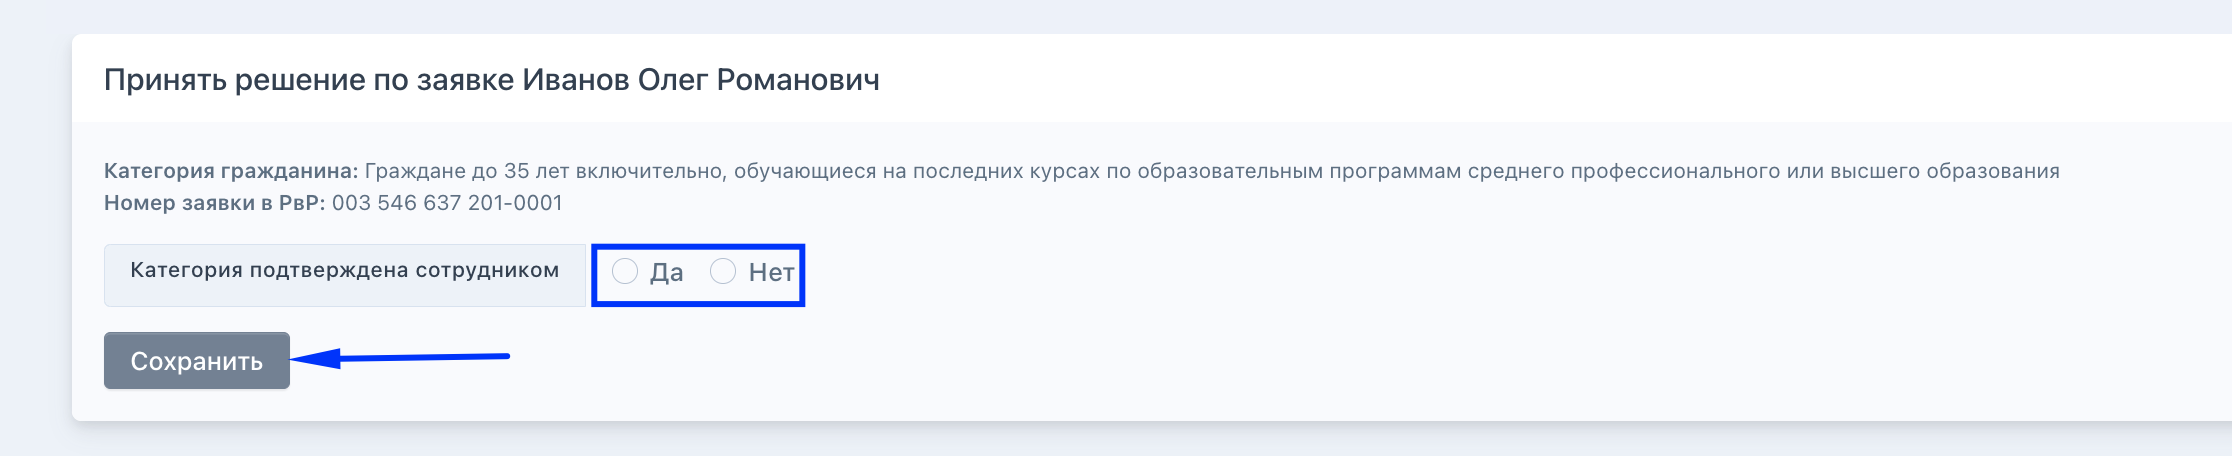 Принять решение по заявке Иванов Олег Романович
Категория гражданина: Граждане до 35 лет включительно, обучающиеся на последних курсах по образовательным программам среднего профессионального или высшего образования
Номер заявки в РвР: 003 546 637 201-0001
Категория подтверждена сотрудником Да Нет
Сохранить